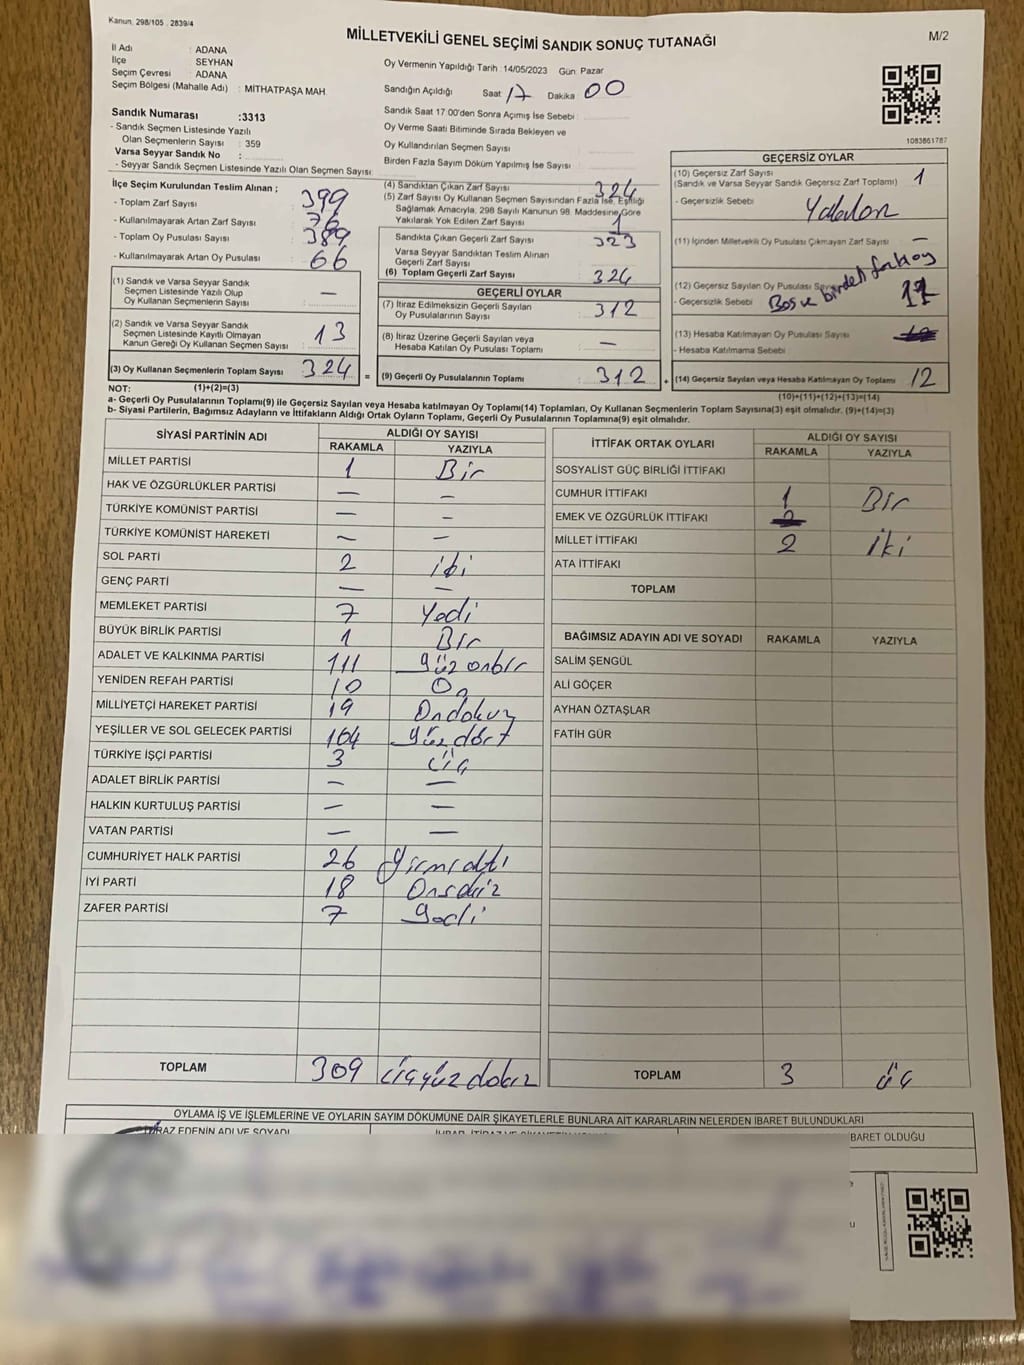 Kanun, 298/105 , 2839/4
MİLLETVEKİLİ GENEL SEÇİMİ SANDIK SONUÇ TUTANAĞI
M/2
İl Adı : ADANA
İlçe SEYHAN
Seçim Çevresi : ADANA
Seçim Bölgesi (Mahalle Adı) : MİTHATPAŞA MAH.
Oy Vermenin Yapıldığı Tarih :14/05/2023 Gün: Pazar
Sandığın Açıldığı Saat 17 Dakika 00
Sandık Saat 17:00'den Sonra Açımış İse Sebebi :
Oy Verme Saati Bitiminde Sırada Bekleyen ve
Oy Kullandırılan Seçmen Sayısı :
Birden Fazla Sayım Döküm Yapılmış İse Sayısı :
Sandık Numarası :3313
- Sandık Seçmen Listesinde Yazılı
Olan Seçmenlerin Sayısı : 359
Varsa Seyyar Sandık No :
- Seyyar Sandık Seçmen Listesinde Yazılı Olan Seçmen Sayısı:
1083861787
İlçe Seçim Kurulundan Teslim Alınan ;
- Toplam Zarf Sayısı : 399
- Kullanılmayarak Artan Zarf Sayısı : 76
- Toplam Oy Pusulası Sayısı : 389
- Kullanılmayarak Artan Oy Pusulası : 66
(1) Sandık ve Varsa Seyyar Sandık
Seçmen Listesinde Yazılı Olup
Oy Kullanan Seçmenlerin Sayısı : —
(2) Sandık ve Varsa Seyyar Sandık
Seçmen Listesinde Kayıtlı Olmayan
Kanun Gereği Oy Kullanan Seçmen Sayısı : 13
(3) Oy Kullanan Seçmenlerin Toplam Sayısı : 324 =
(4) Sandıktan Çıkan Zarf Sayısı : 324
(5) Zarf Sayısı Oy Kullanan Seçmen Sayısından Fazla İse, Eşitliği
Sağlamak Amacıyla, 298 Sayılı Kanunun 98. Maddesine Göre
Yakılarak Yok Edilen Zarf Sayısı : 1
Sandıkta Çıkan Geçerli Zarf Sayısı : 323
Varsa Seyyar Sandıktan Teslim Alınan
Geçerli Zarf Sayısı :
(6) Toplam Geçerli Zarf Sayısı : 324
GEÇERLİ OYLAR
(7) İtiraz Edilmeksizin Geçerli Sayılan
Oy Pusulalarının Sayısı : 312
(8) İtiraz Üzerine Geçerli Sayılan veya
Hesaba Katılan Oy Pusulası Toplamı : —
(9) Geçerli Oy Pusulalarının Toplamı : 312 +
GEÇERSİZ OYLAR
(10) Geçersiz Zarf Sayısı
(Sandık ve Varsa Seyyar Sandık Geçersiz Zarf Toplamı) : 1
- Geçersizlik Sebebi :
(11) İçinden Milletvekili Oy Pusulası Çıkmayan Zarf Sayısı : —
(12) Geçersiz Sayılan Oy Pusulası Sayısı :
- Geçersizlik Sebebi : Boş ve birden fazla oy
(13) Hesaba Katılmayan Oy Pusulası Sayısı :
- Hesaba Katılmama Sebebi :
(14) Geçersiz Sayılan veya Hesaba Katılmayan Oy Toplamı : 12
NOT: (1)+(2)=(3)
(10)+(11)+(12)+(13)=(14)
a- Geçerli Oy Pusulalarının Toplamı(9) ile Geçersiz Sayılan veya Hesaba katılmayan Oy Toplamı(14) Toplamları, Oy Kullanan Seçmenlerin Toplam Sayısına(3) eşit olmalıdır. (9)+(14)=(3)
b- Siyasi Partilerin, Bağımsız Adayların ve İttifakların Aldığı Ortak Oyların Toplamı, Geçerli Oy Pusulalarının Toplamına(9) eşit olmalıdır.
SİYASİ PARTİNİN ADI ALDIĞI OY SAYISI
RAKAMLA YAZIYLA
MİLLET PARTİSİ 1 Bir
HAK VE ÖZGÜRLÜKLER PARTİSİ — —
TÜRKİYE KOMÜNİST PARTİSİ — —
TÜRKİYE KOMÜNİST HAREKETİ — —
SOL PARTİ 2 iki
GENÇ PARTİ — —
MEMLEKET PARTİSİ 7 Yedi
BÜYÜK BİRLİK PARTİSİ 1 Bir
ADALET VE KALKINMA PARTİSİ 111 yüz onbir
YENİDEN REFAH PARTİSİ 10 On
MİLLİYETÇİ HAREKET PARTİSİ 19 Ondokuz
YEŞİLLER VE SOL GELECEK PARTİSİ 104 yüz dört
TÜRKİYE İŞÇİ PARTİSİ 3 üç
ADALET BİRLİK PARTİSİ — —
HALKIN KURTULUŞ PARTİSİ — —
VATAN PARTİSİ — —
CUMHURİYET HALK PARTİSİ 26 yirmi altı
İYİ PARTİ 18 Onsekiz
ZAFER PARTİSİ 7 yedi
TOPLAM 309 üçyüz dokuz
İTTİFAK ORTAK OYLARI ALDIĞI OY SAYISI
RAKAMLA YAZIYLA
SOSYALİST GÜÇ BİRLİĞİ İTTİFAKI
CUMHUR İTTİFAKI 1 Bir
EMEK VE ÖZGÜRLÜK İTTİFAKI 2
MİLLET İTTİFAKI 2 iki
ATA İTTİFAKI
TOPLAM
BAĞIMSIZ ADAYIN ADI VE SOYADI RAKAMLA YAZIYLA
SALİM ŞENGÜL
ALİ GÖÇER
AYHAN ÖZTAŞLAR
FATİH GÜR
TOPLAM 3 üç
OYLAMA İŞ VE İŞLEMLERİNE VE OYLARIN SAYIM DÖKÜMÜNE DAİR ŞİKAYETLERLE BUNLARA AİT KARARLARIN NELERDEN İBARET BULUNDUKLARI
İTİRAZ EDENİN ADI VE SOYADI
BARET OLDUĞU